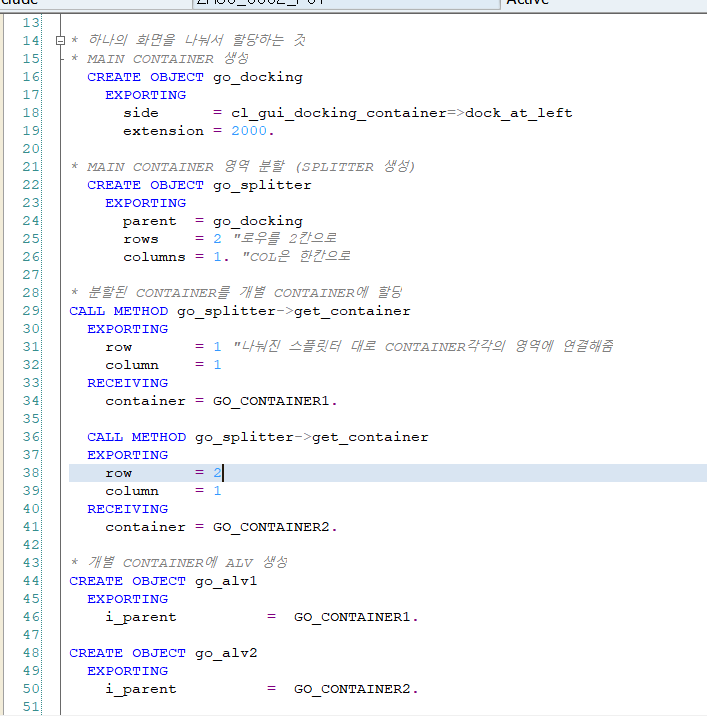 Active
13
14 * 하나의 화면을 나눠서 할당하는 것
15 * MAIN CONTAINER 생성
16 CREATE OBJECT go_docking
17 EXPORTING
18 side = cl_gui_docking_container=>dock_at_left
19 extension = 2000.
20
21 * MAIN CONTAINER 영역 분할 (SPLITTER 생성)
22 CREATE OBJECT go_splitter
23 EXPORTING
24 parent = go_docking
25 rows = 2 "로우를 2칸으로
26 columns = 1. "COL은 한칸으로
27
28 * 분할된 CONTAINER를 개별 CONTAINER에 할당
29 CALL METHOD go_splitter->get_container
30 EXPORTING
31 row = 1 "나눠진 스플릿터 대로 CONTAINER각각의 영역에 연결해줌
32 column = 1
33 RECEIVING
34 container = GO_CONTAINER1.
35
36 CALL METHOD go_splitter->get_container
37 EXPORTING
38 row = 2
39 column = 1
40 RECEIVING
41 container = GO_CONTAINER2.
42
43 * 개별 CONTAINER에 ALV 생성
44 CREATE OBJECT go_alv1
45 EXPORTING
46 i_parent = GO_CONTAINER1.
47
48 CREATE OBJECT go_alv2
49 EXPORTING
50 i_parent = GO_CONTAINER2.
51